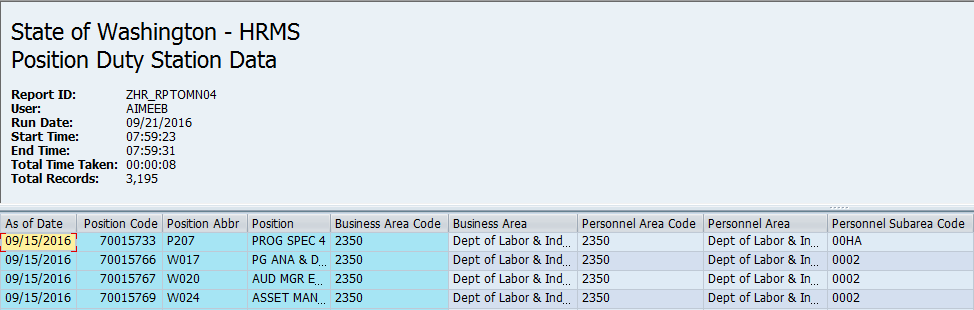 State of Washington - HRMS
Position Duty Station Data
Report ID: ZHR_RPTOMN04
User: AIMEEB
Run Date: 09/21/2016
Start Time: 07:59:23
End Time: 07:59:31
Total Time Taken: 00:00:08
Total Records: 3,195
As of Date Position Code Position Abbr Position Business Area Code Business Area Personnel Area Code Personnel Area Personnel Subarea Code
09/15/2016 70015733 P207 PROG SPEC 4 2350 Dept of Labor & Ind... 2350 Dept of Labor & In... 00HA
09/15/2016 70015766 W017 PG ANA & D... 2350 Dept of Labor & Ind... 2350 Dept of Labor & In... 0002
09/15/2016 70015767 W020 AUD MGR E... 2350 Dept of Labor & Ind... 2350 Dept of Labor & In... 0002
09/15/2016 70015769 W024 ASSET MAN... 2350 Dept of Labor & Ind... 2350 Dept of Labor & In... 0002